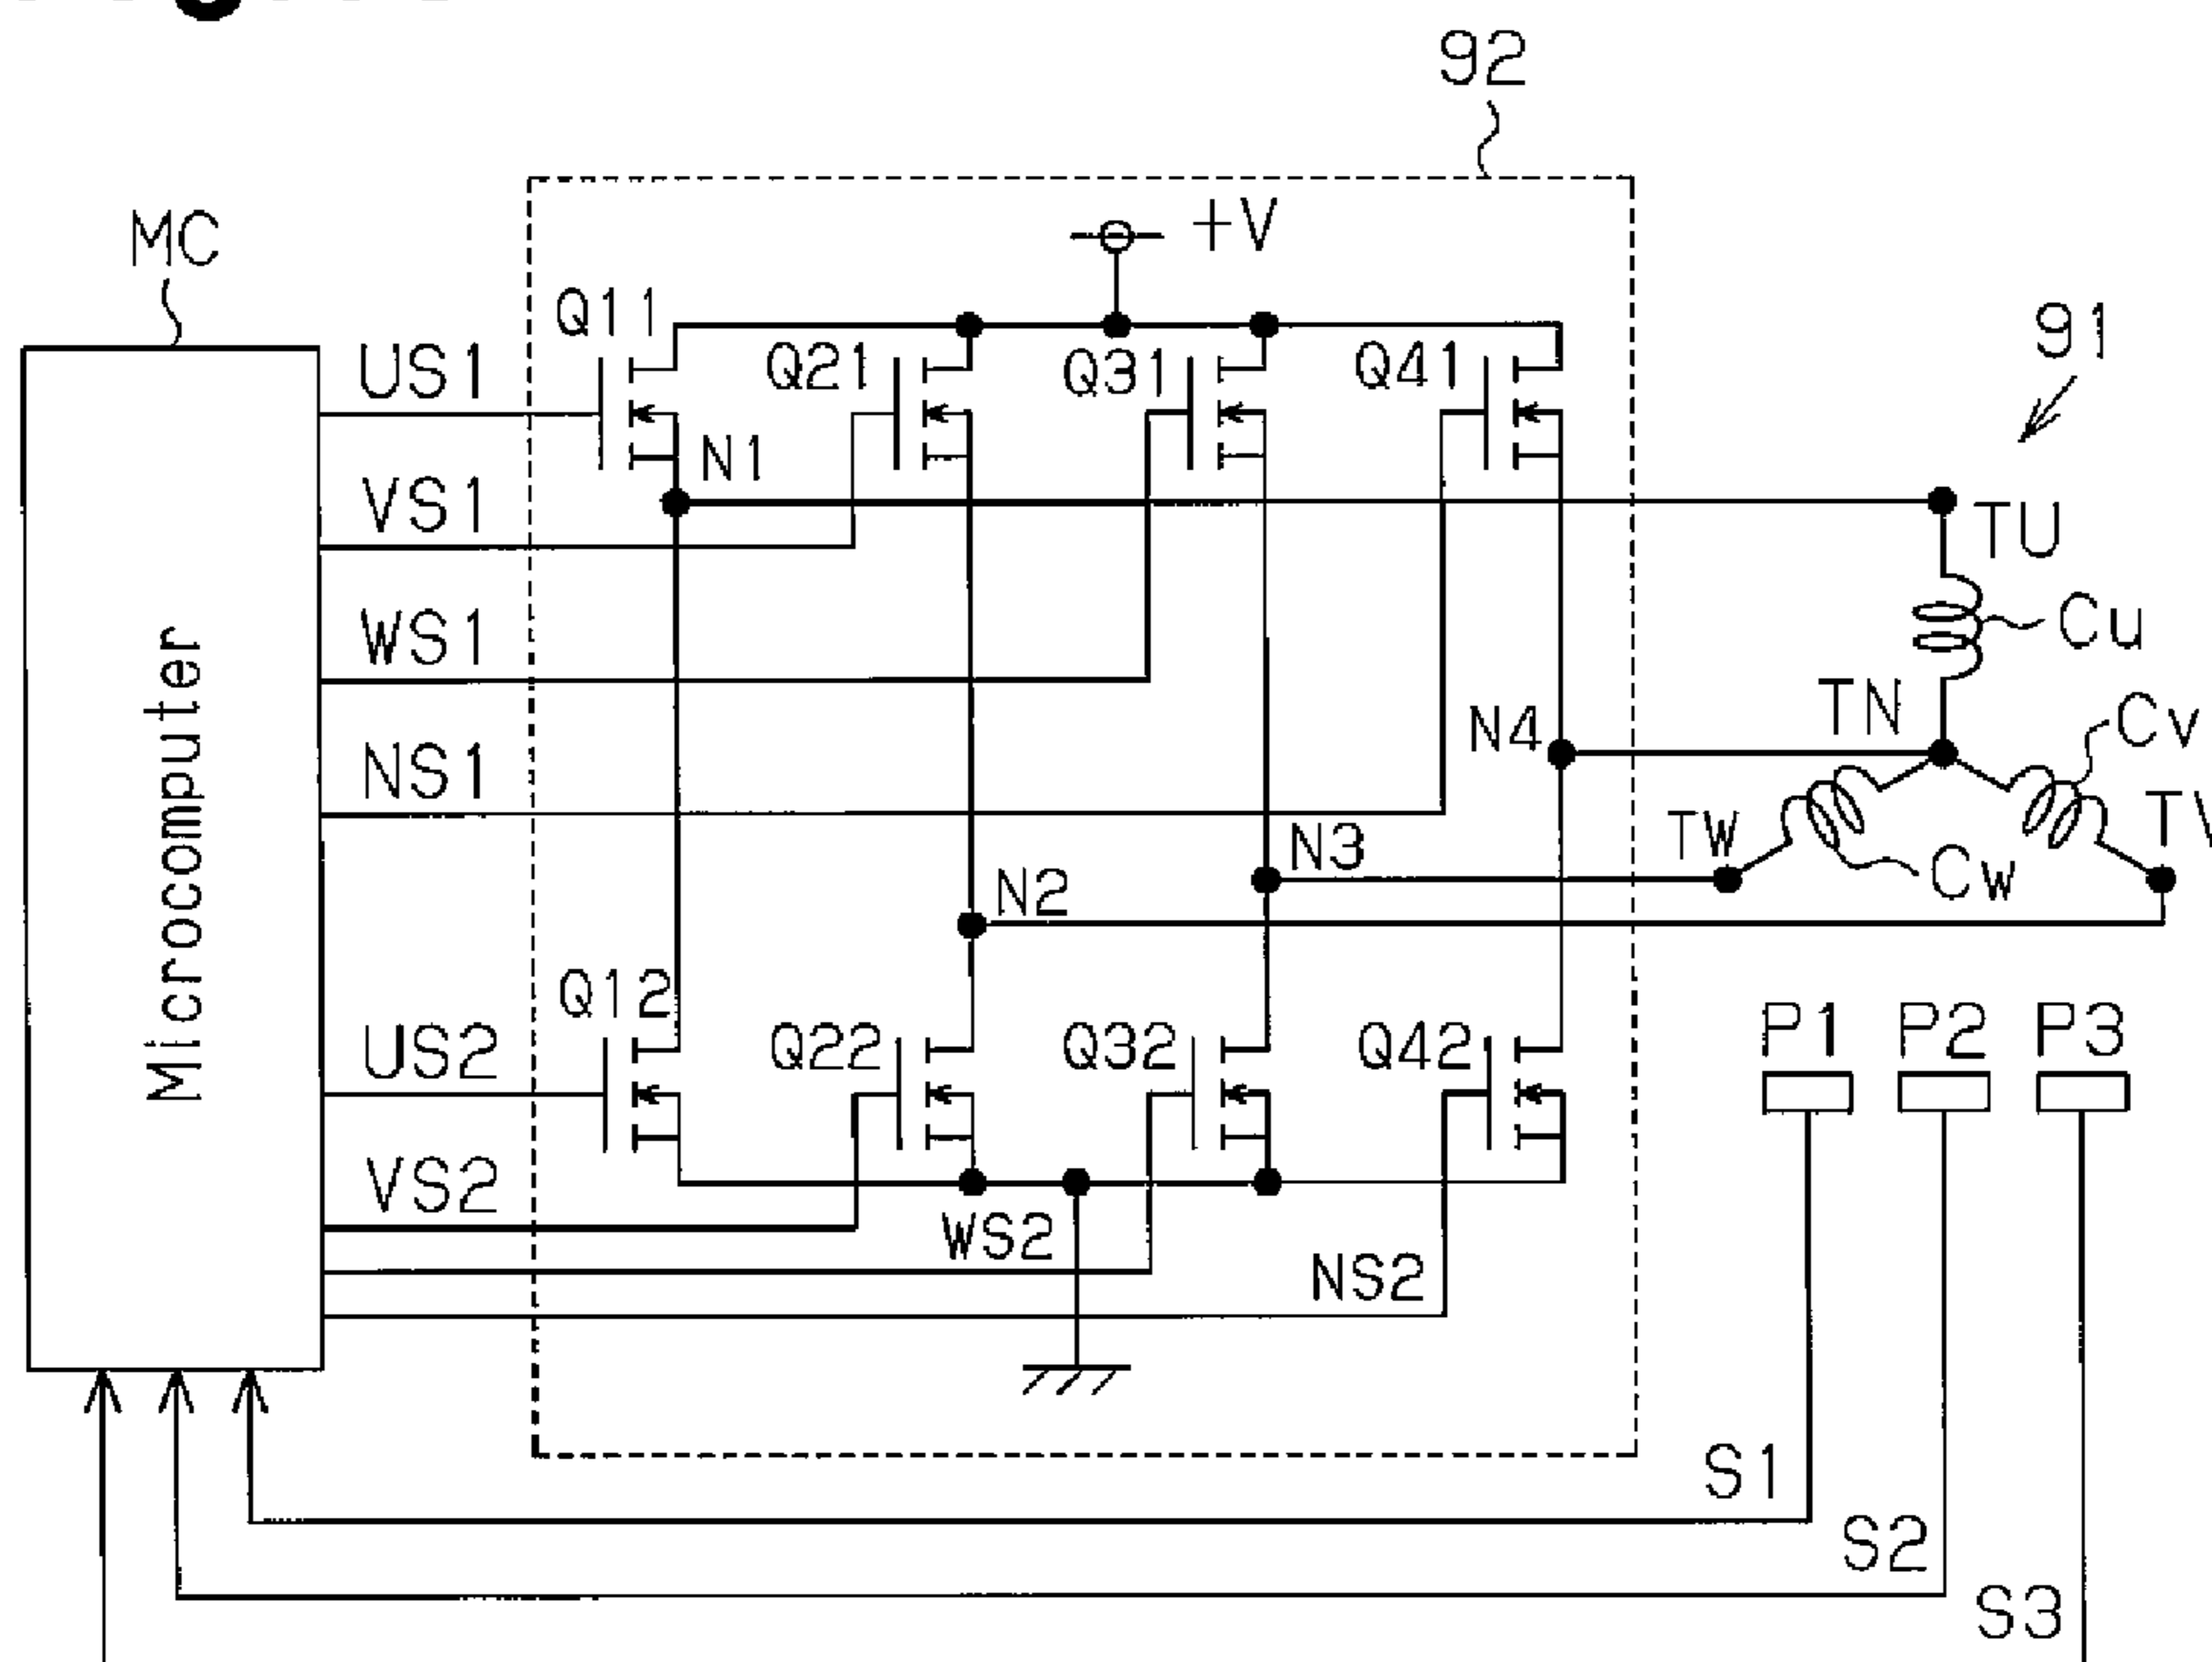 92
MC
+V
Q11
91
US1
Q21
Q31
Q41
N1
VS1
TU
WS1
Cu
TN
Cv
N4
NS1
TW
TV
N3
Cw
N2
Microcomputer
Q12
P1
P2
P3
US2
Q22
Q32
Q42
VS2
WS2
NS2
S1
S2
S3